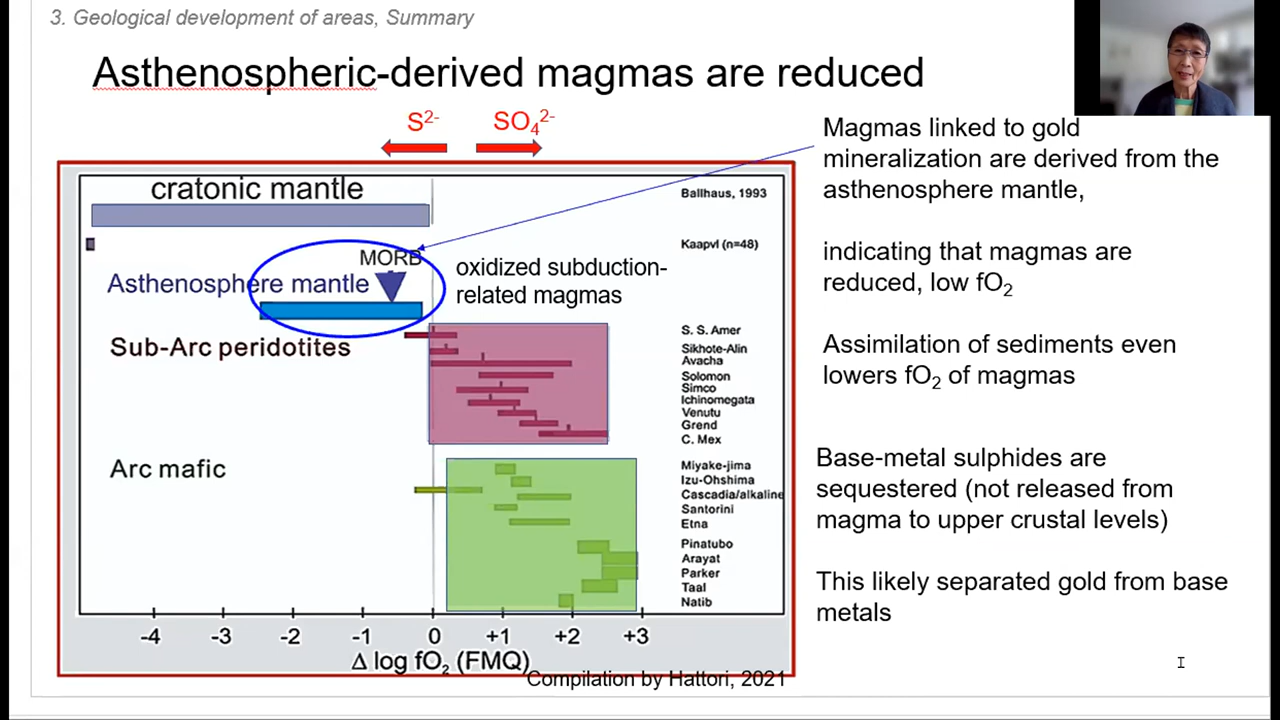 3. Geological development of areas, Summary
Asthenospheric-derived magmas are reduced
S²⁻
SO₄²⁻
cratonic mantle
Ballhaus, 1993
Kaapvl (n=48)
MORB
Asthenosphere mantle
oxidized subduction-
related magmas
Sub-Arc peridotites
S. S. Amer
Sikhote-Alin
Avacha
Solomon
Simco
Ichinomegata
Venutu
Grend
C. Mex
Arc mafic
Miyake-jima
Izu-Ohshima
Cascadia/alkaline
Santorini
Etna
Pinatubo
Arayat
Parker
Taal
Natib
-4 -3 -2 -1 0 +1 +2 +3
Δ log fO₂ (FMQ)
Compilation by Hattori, 2021
Magmas linked to gold
mineralization are derived from the
asthenosphere mantle,
indicating that magmas are
reduced, low fO₂
Assimilation of sediments even
lowers fO₂ of magmas
Base-metal sulphides are
sequestered (not released from
magma to upper crustal levels)
This likely separated gold from base
metals